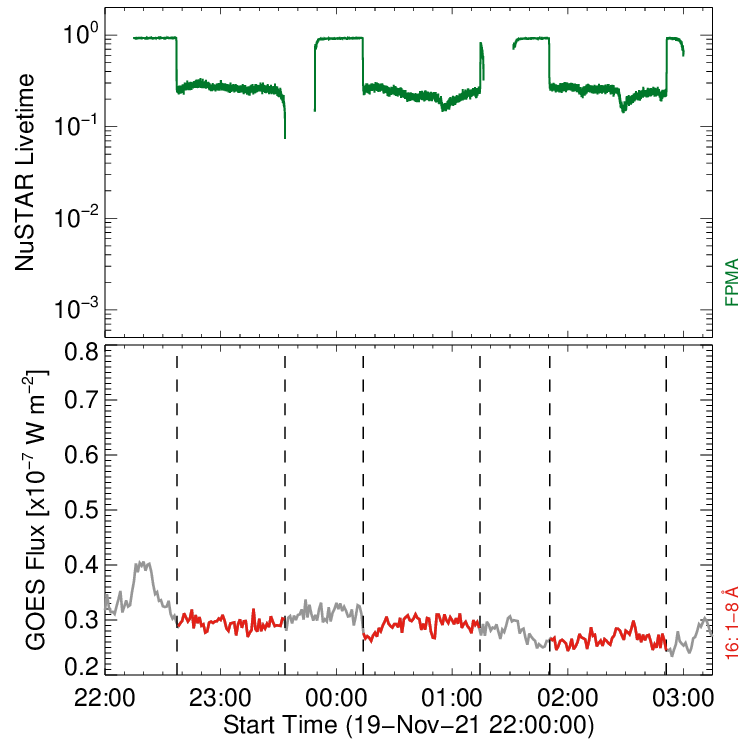 10⁰
10⁻¹
10⁻²
10⁻³
NuSTAR Livetime
FPMA
0.8
0.7
0.6
0.5
0.4
0.3
0.2
GOES Flux [x10⁻⁷ W m⁻²]
16: 1−8 Å
22:00 23:00 00:00 01:00 02:00 03:00
Start Time (19−Nov−21 22:00:00)